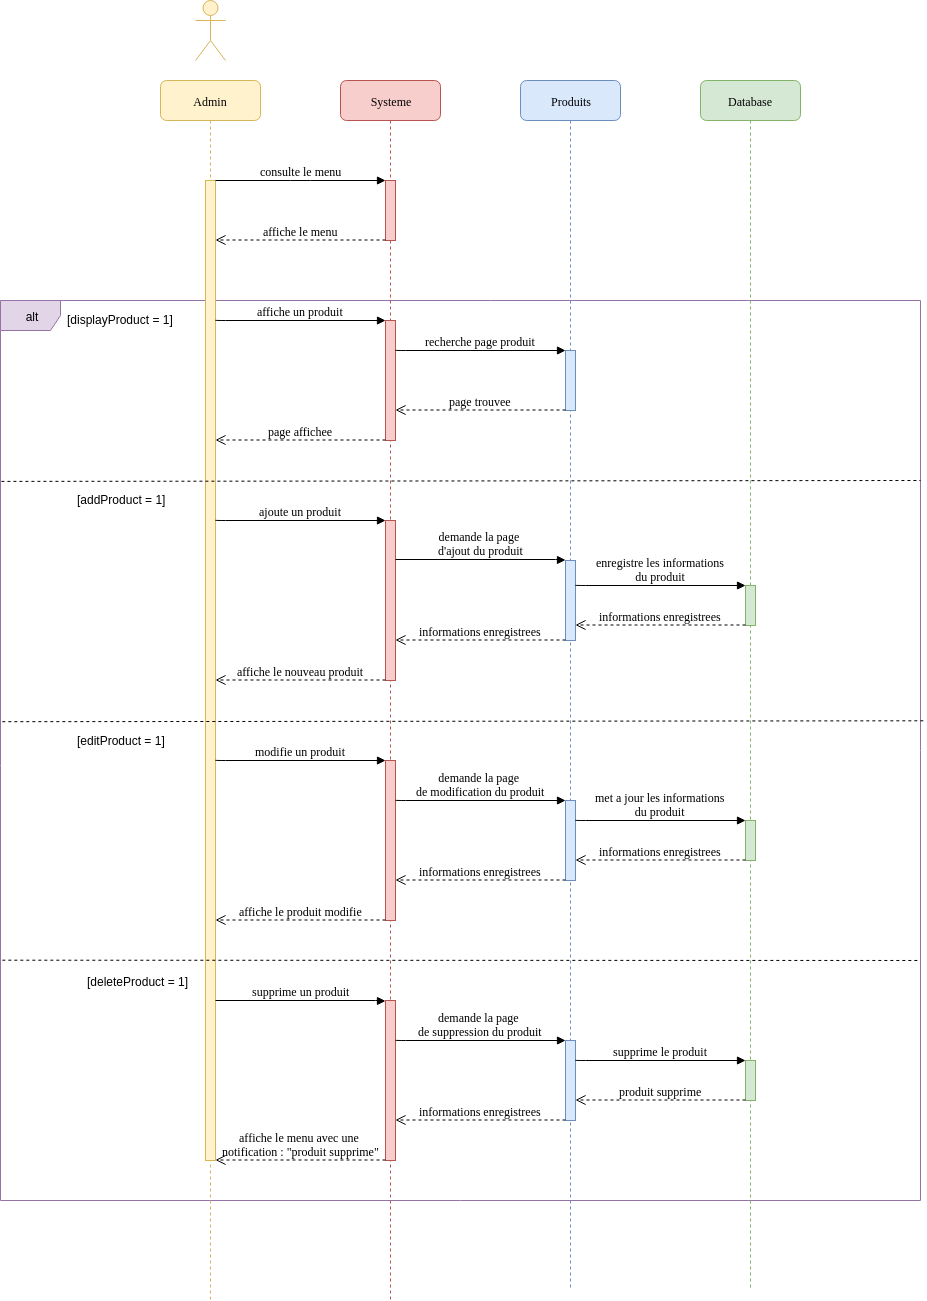 Admin
Systeme
Produits
Database
consulte le menu
affiche le menu
alt
[displayProduct = 1]
affiche un produit
recherche page produit
page trouvee
page affichee
[addProduct = 1]
ajoute un produit
demande la page
d'ajout du produit
enregistre les informations
du produit
informations enregistrees
informations enregistrees
affiche le nouveau produit
[editProduct = 1]
modifie un produit
demande la page
de modification du produit
met a jour les informations
du produit
informations enregistrees
informations enregistrees
affiche le produit modifie
[deleteProduct = 1]
supprime un produit
demande la page
de suppression du produit
supprime le produit
produit supprime
informations enregistrees
affiche le menu avec une
notification : "produit supprime"